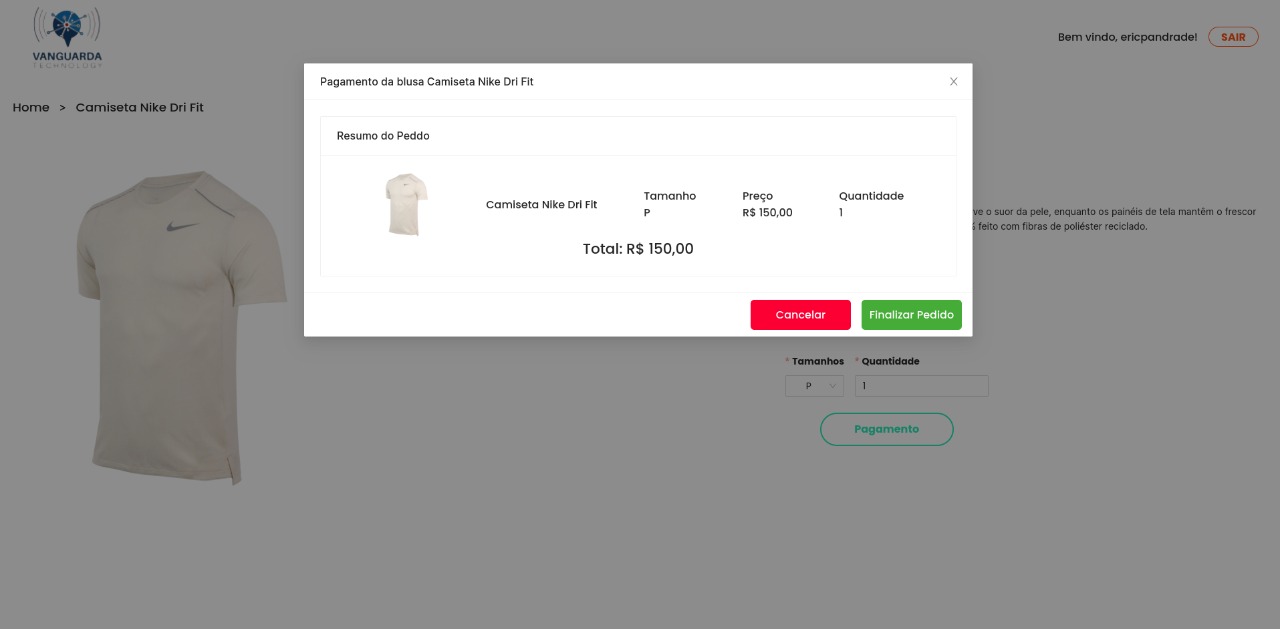 VANGUARDA
TECHNOLOGY
Bem vindo, ericpandrade!
SAIR
Home > Camiseta Nike Dri Fit
Pagamento da blusa Camiseta Nike Dri Fit
Resumo do Peddo
Camiseta Nike Dri Fit
Tamanho
P
Preço
R$ 150,00
Quantidade
1
Total: R$ 150,00
Cancelar
Finalizar Pedido
o suor da pele, enquanto os painéis de tela mantêm o frescor
feito com fibras de poliéster reciclado.
* Tamanhos
* Quantidade
P
1
Pagamento